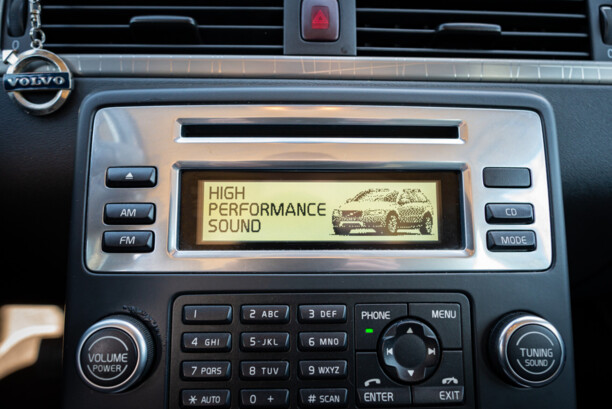 VOLVO
HIGH
PERFORMANCE
SOUND
AM
FM
CD
MODE
1
2 ABC
3 DEF
4 GHI
5 JKL
6 MNO
7 PQRS
8 TUV
9 WXYZ
* AUTO
0 +
# SCAN
PHONE
MENU
ENTER
EXIT
VOLUME
POWER
TUNING
SOUND